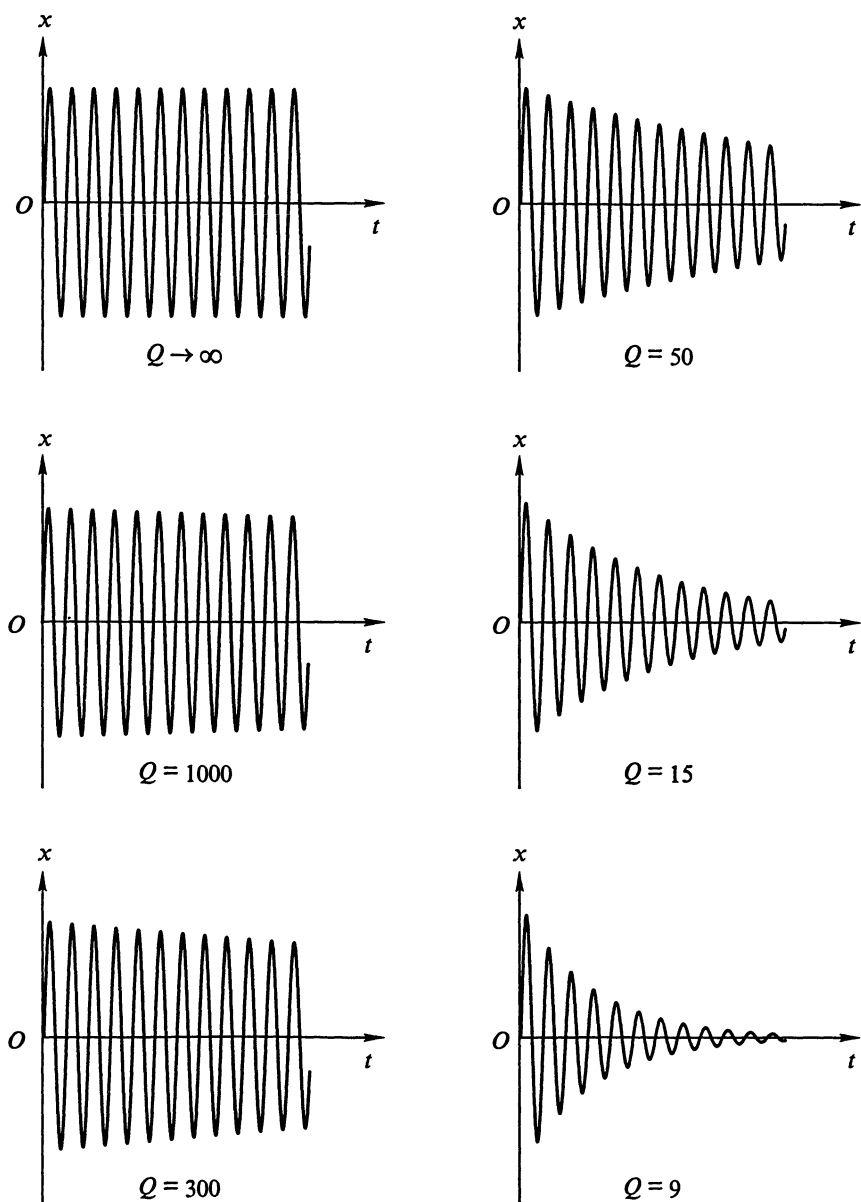 x
O
t
Q → ∞
x
O
t
Q = 50
x
O
t
Q = 1000
x
O
t
Q = 15
x
O
t
Q = 300
x
O
t
Q = 9